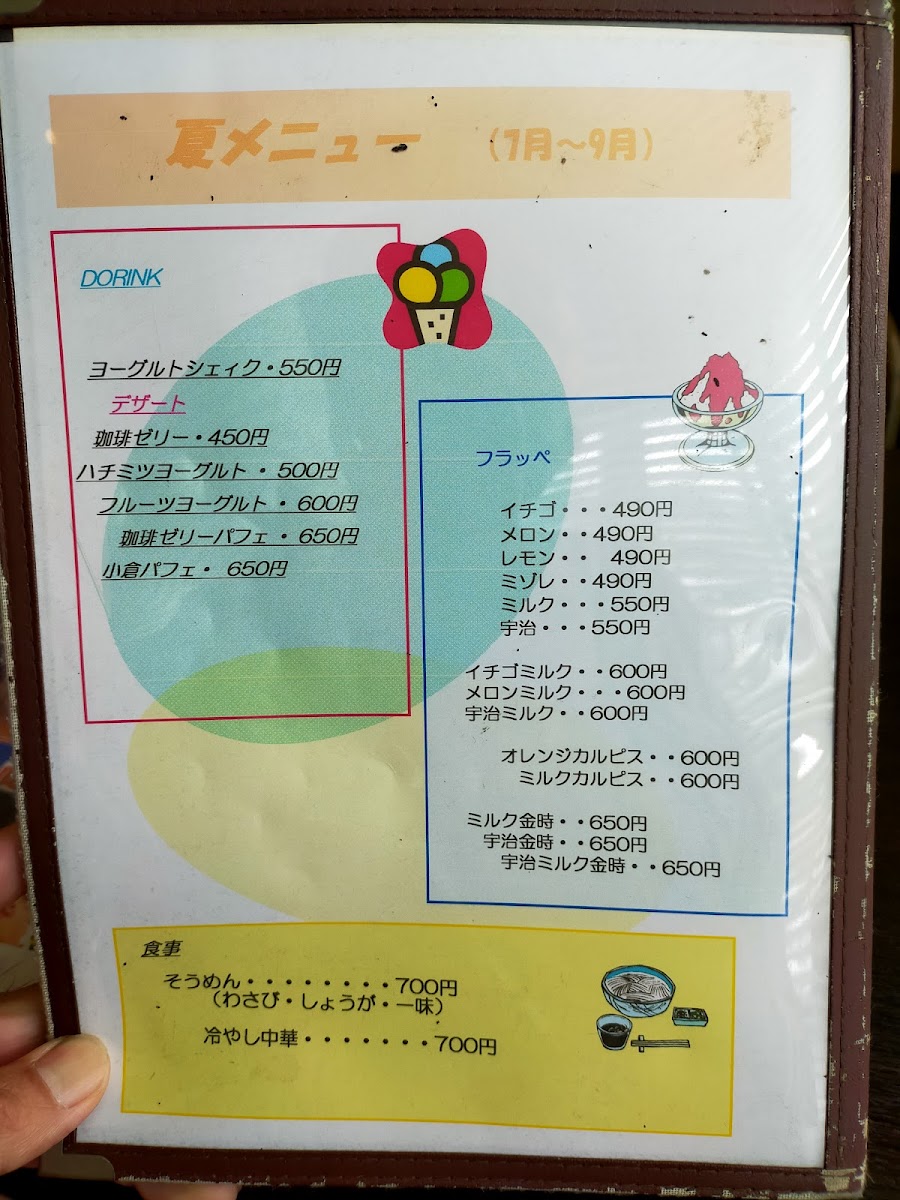 夏メニュー （7月～9月）
DORINK
ヨーグルトシェィク・550円
デザート
珈琲ゼリー・450円
ハチミツヨーグルト ・ 500円
フルーツヨーグルト ・ 600円
珈琲ゼリーパフェ ・ 650円
小倉パフェ・ 650円
フラッペ
イチゴ・・・490円
メロン・・490円
レモン・・ 490円
ミゾレ・・490円
ミルク・・・550円
宇治・・・550円
イチゴミルク・・600円
メロンミルク・・・600円
宇治ミルク・・600円
オレンジカルピス・・600円
ミルクカルピス・・600円
ミルク金時・・650円
宇治金時・・650円
宇治ミルク金時・・650円
食事
そうめん・・・・・・・・700円
（わさび・しょうが・一味）
冷やし中華・・・・・・・700円